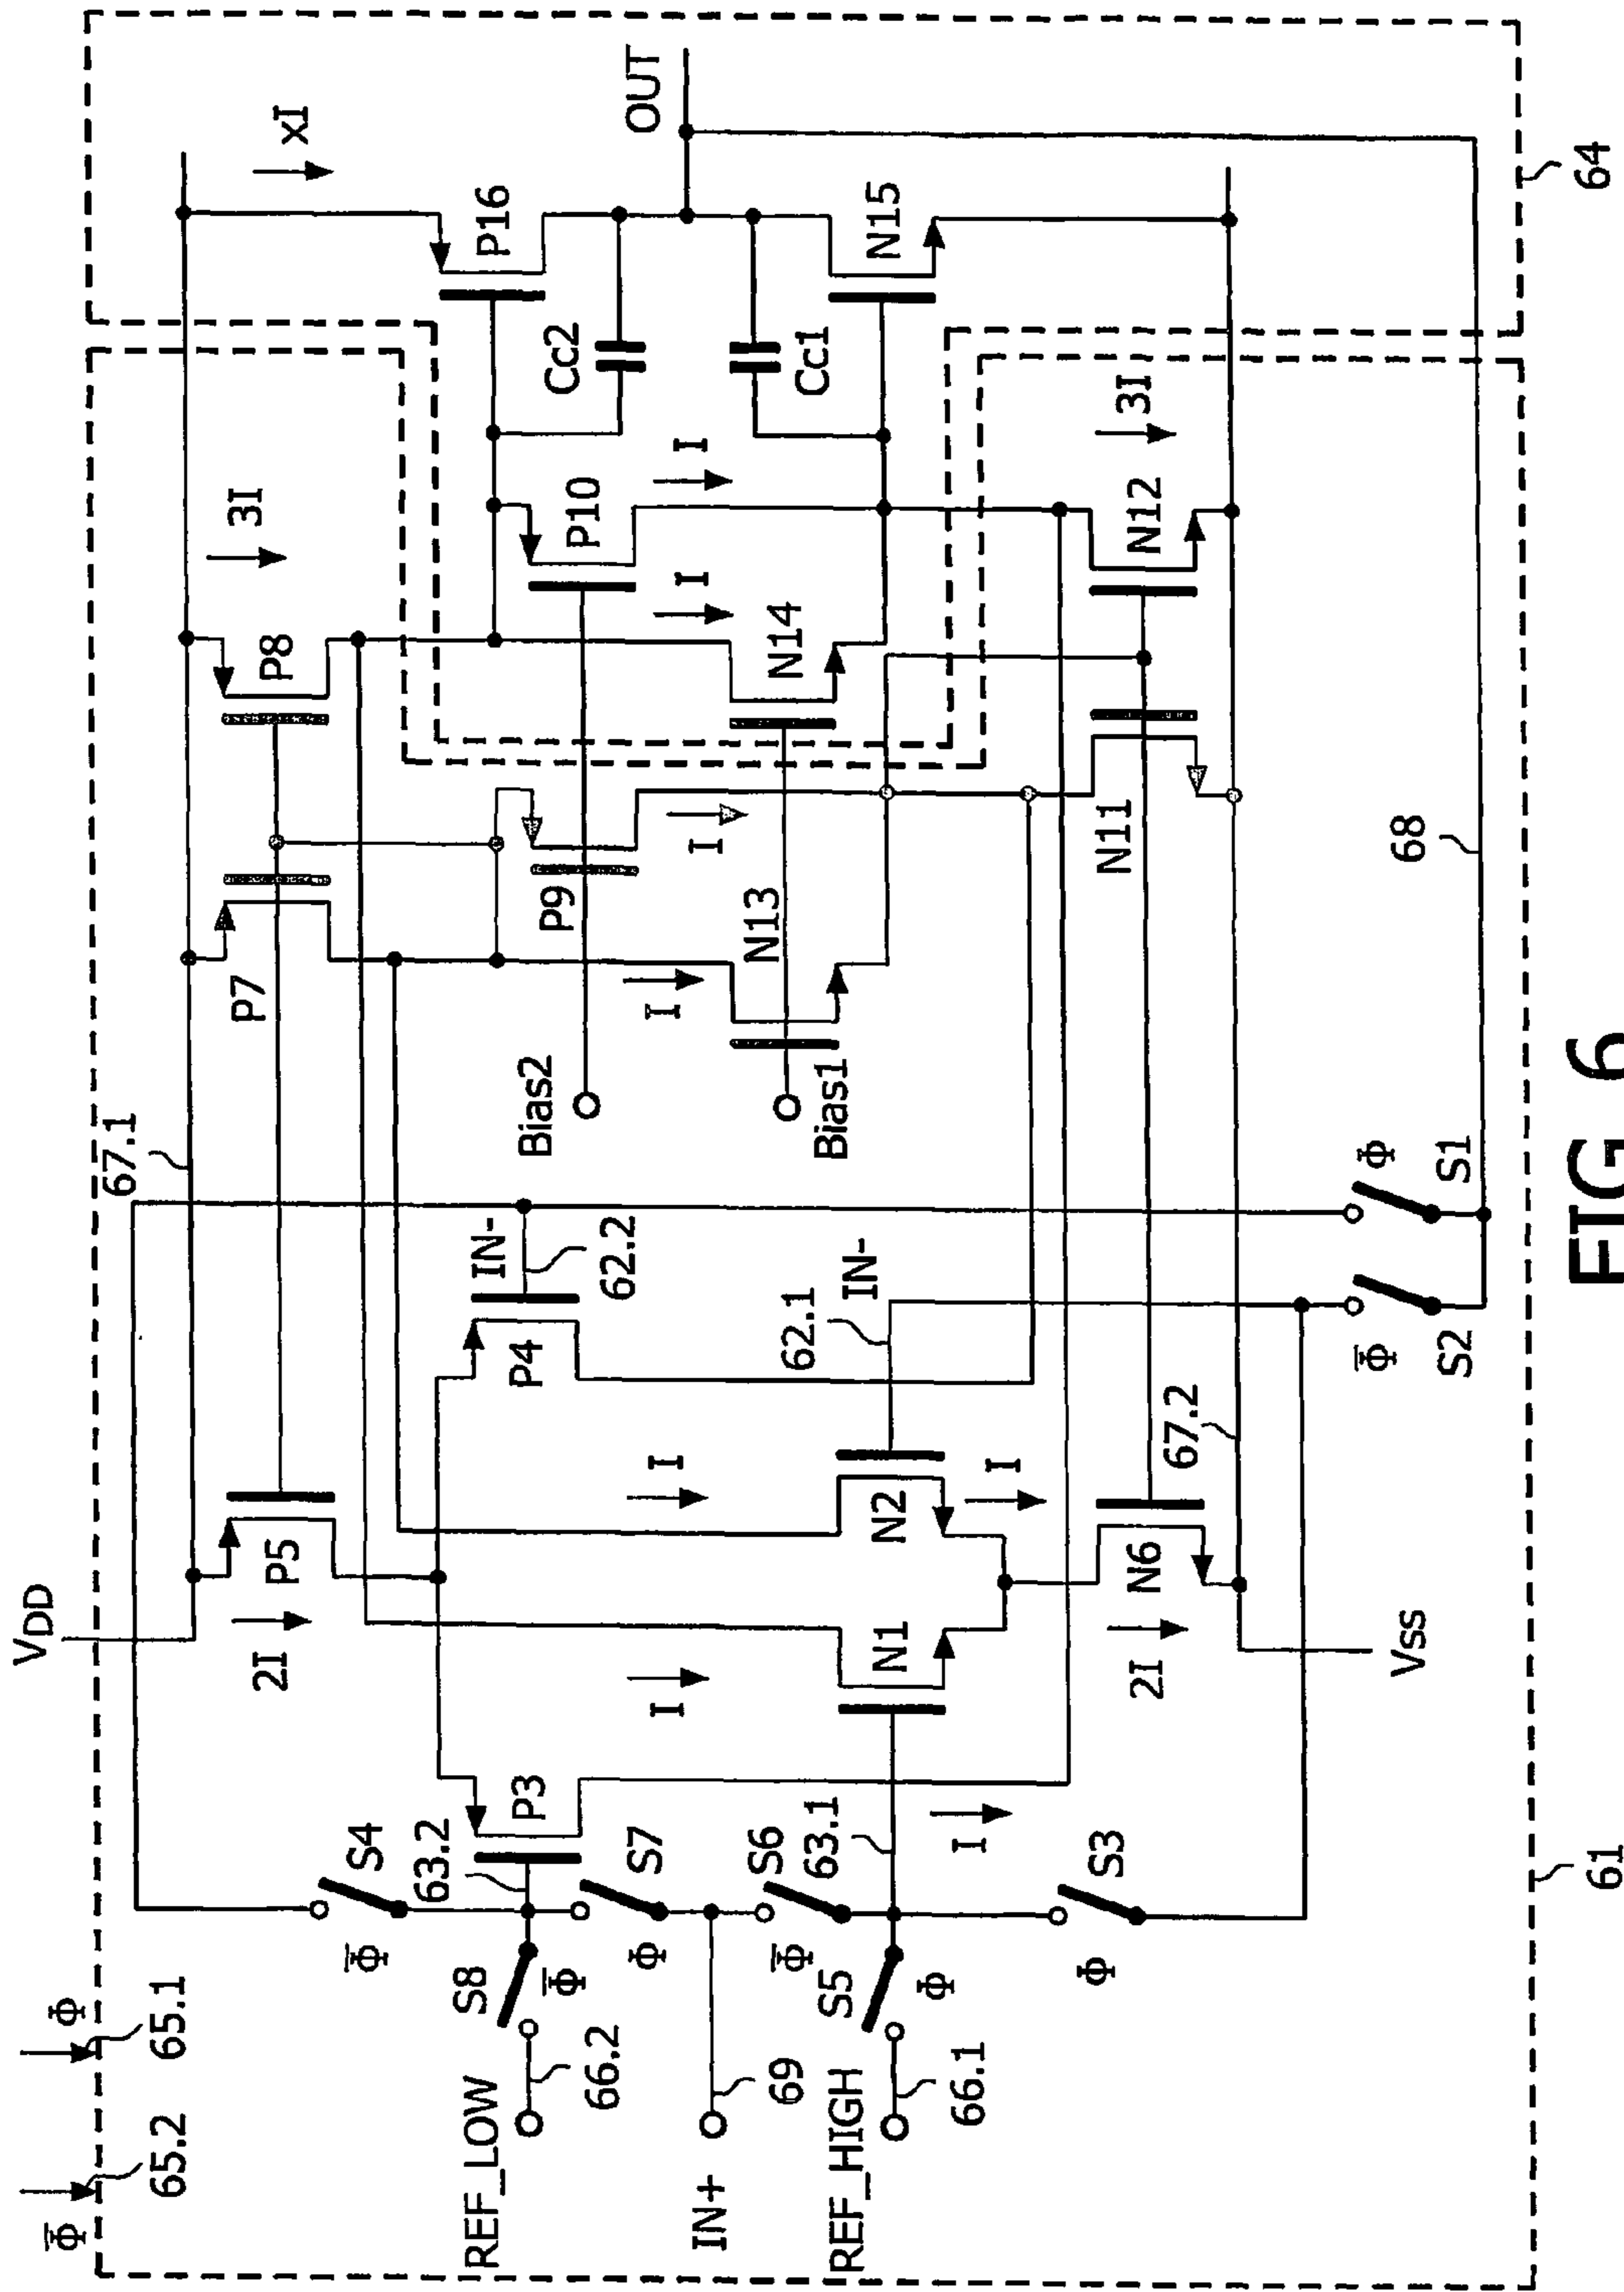 Φ̅
Φ
65.2
65.1
VDD
67.1
2I
P5
P7
P8
3I
xI
S4
Φ̅
REF_LOW
66.2
S8
Φ̅
63.2
P3
S7
Φ
IN+
69
S6
Φ̅
63.1
REF_HIGH
66.1
S5
Φ
S3
Φ
I
I
N1
I
N2
I
2I
N6
67.2
VSS
P4
IN-
62.2
IN-
62.1
Φ̅
S2
Φ
S1
Bias2
Bias1
I
N13
P9
I
N14
I
P10
I
N11
N12
3I
Cc2
Cc1
P16
N15
OUT
68
61
64
FIG 6